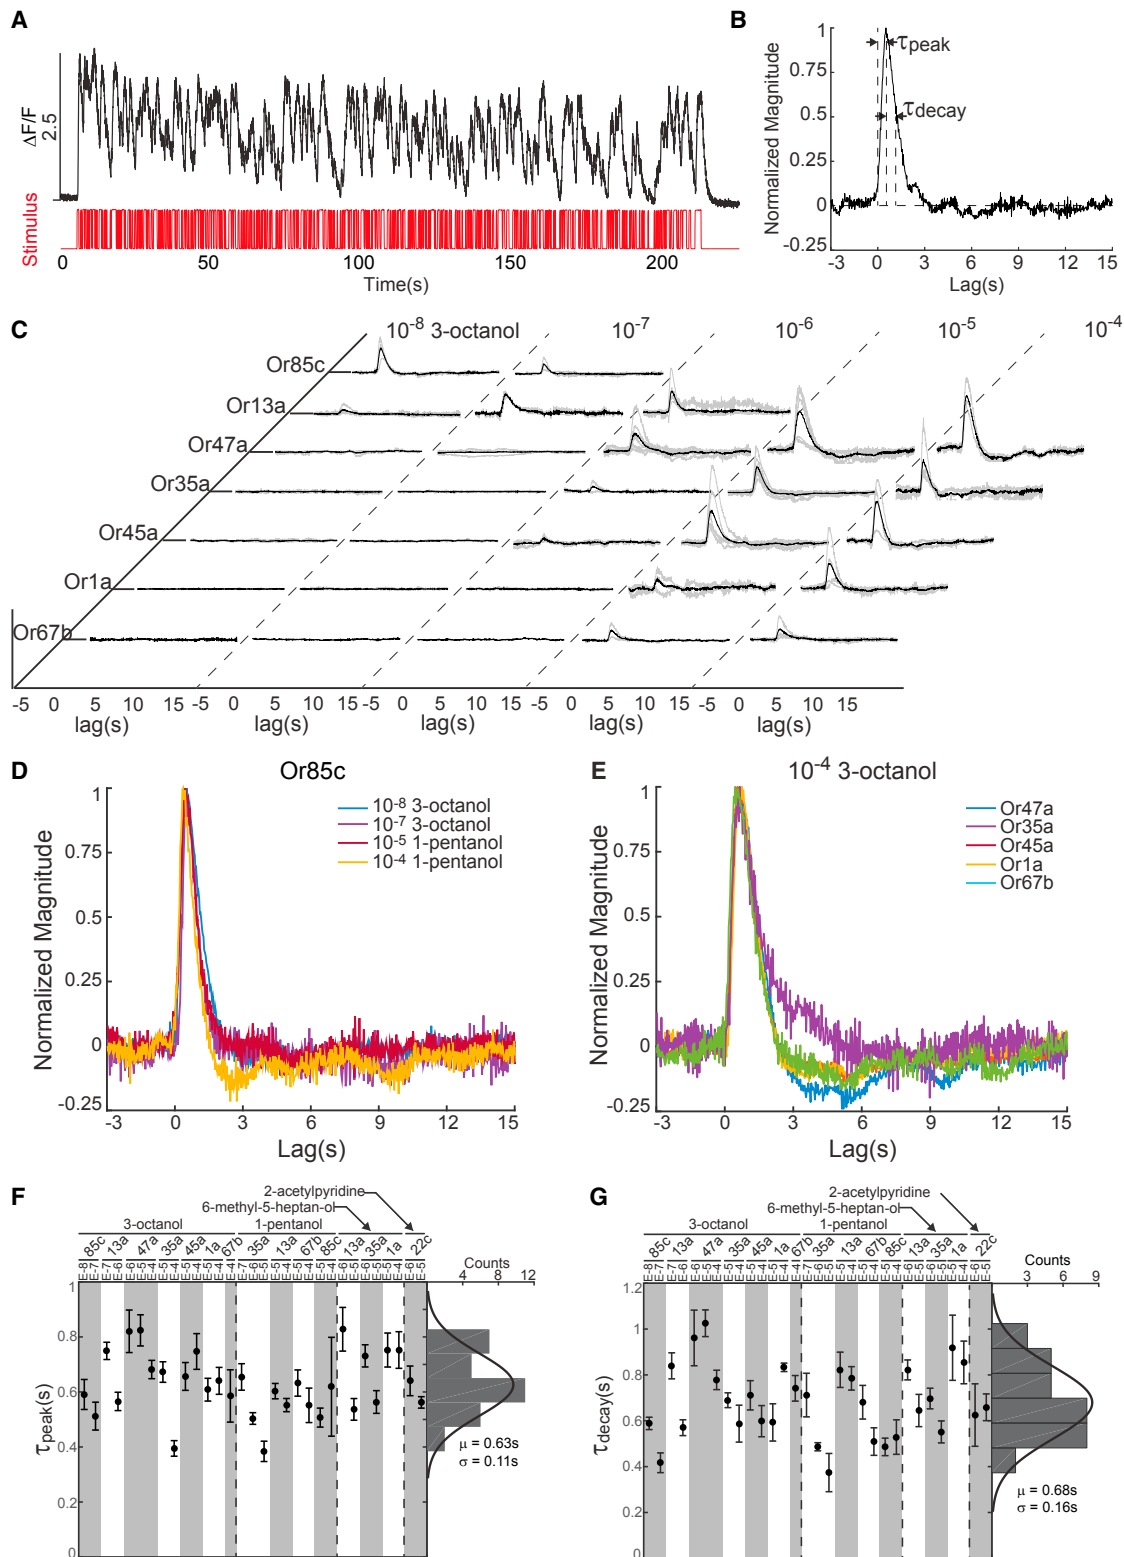 A
ΔF/F
2.5
Stimulus
0
50
100
150
200
Time(s)
B
Normalized Magnitude
1
0.75
0.5
0.25
0
-0.25
τpeak
τdecay
-3
0
3
6
9
12
15
Lag(s)
C
10-8 3-octanol
10-7
10-6
10-5
10-4
Or85c
Or13a
Or47a
Or35a
Or45a
Or1a
Or67b
-5 0 5 10 15 -5 0 5 10 15 -5 0 5 10 15 -5 0 5 10 15 -5 0 5 10 15
lag(s) lag(s) lag(s) lag(s) lag(s)
D
Or85c
Normalized Magnitude
1
0.75
0.5
0.25
0
-0.25
10-8 3-octanol
10-7 3-octanol
10-5 1-pentanol
10-4 1-pentanol
-3 0 3 6 9 12 15
Lag(s)
E
10-4 3-octanol
Normalized Magnitude
1
0.75
0.5
0.25
0
-0.25
Or47a
Or35a
Or45a
Or1a
Or67b
-3 0 3 6 9 12 15
Lag(s)
F
2-acetylpyridine
6-methyl-5-heptan-ol
3-octanol
1-pentanol
85c 13a 47a 35a 45a 1a 67b 35a 13a 67b 85c 13a 35a 1a 22c
Counts
4 8 12
τpeak(s)
1
0.8
0.6
0.4
0.2
0
μ = 0.63s
σ = 0.11s
G
2-acetylpyridine
6-methyl-5-heptan-ol
3-octanol
1-pentanol
85c 13a 47a 35a 45a 1a 67b 35a 13a 67b 85c 13a 35a 1a 22c
Counts
3 6 9
τdecay(s)
1.2
1
0.8
0.6
0.4
0.2
0
μ = 0.68s
σ = 0.16s